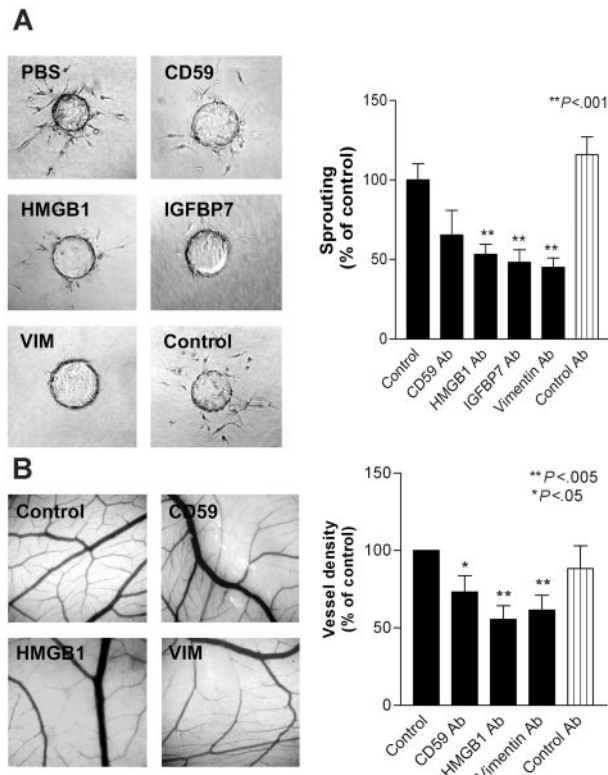 A
PBS
CD59
HMGB1
IGFBP7
VIM
Control
**P<.001
150
100
50
0
Sprouting
(% of control)
**
**
**
Control
CD59 Ab
HMGB1 Ab
IGFBP7 Ab
Vimentin Ab
Control Ab
B
Control
CD59
HMGB1
VIM
**P<.005
*P<.05
150
100
50
0
Vessel density
(% of control)
*
**
**
Control
CD59 Ab
HMGB1 Ab
Vimentin Ab
Control Ab